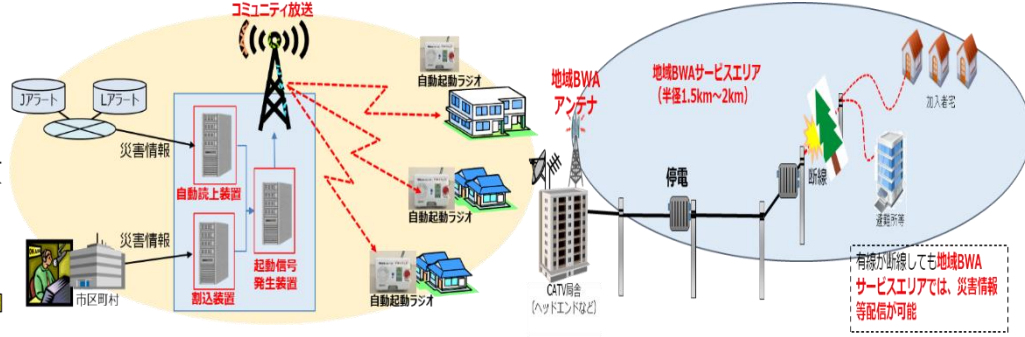 コミュニティ放送
Jアラート
Lアラート
災害情報
自動読上装置
災害情報
市区町村
割込装置
起動信号
発生装置
自動起動ラジオ
自動起動ラジオ
自動起動ラジオ
地域BWA
アンテナ
地域BWAサービスエリア
(半径1.5km～2km)
加入者宅
停電
断線
避難所等
CATV局舎
(ヘッドエンドなど)
有線が断線しても地域BWA
サービスエリアでは、災害情報
等配信が可能